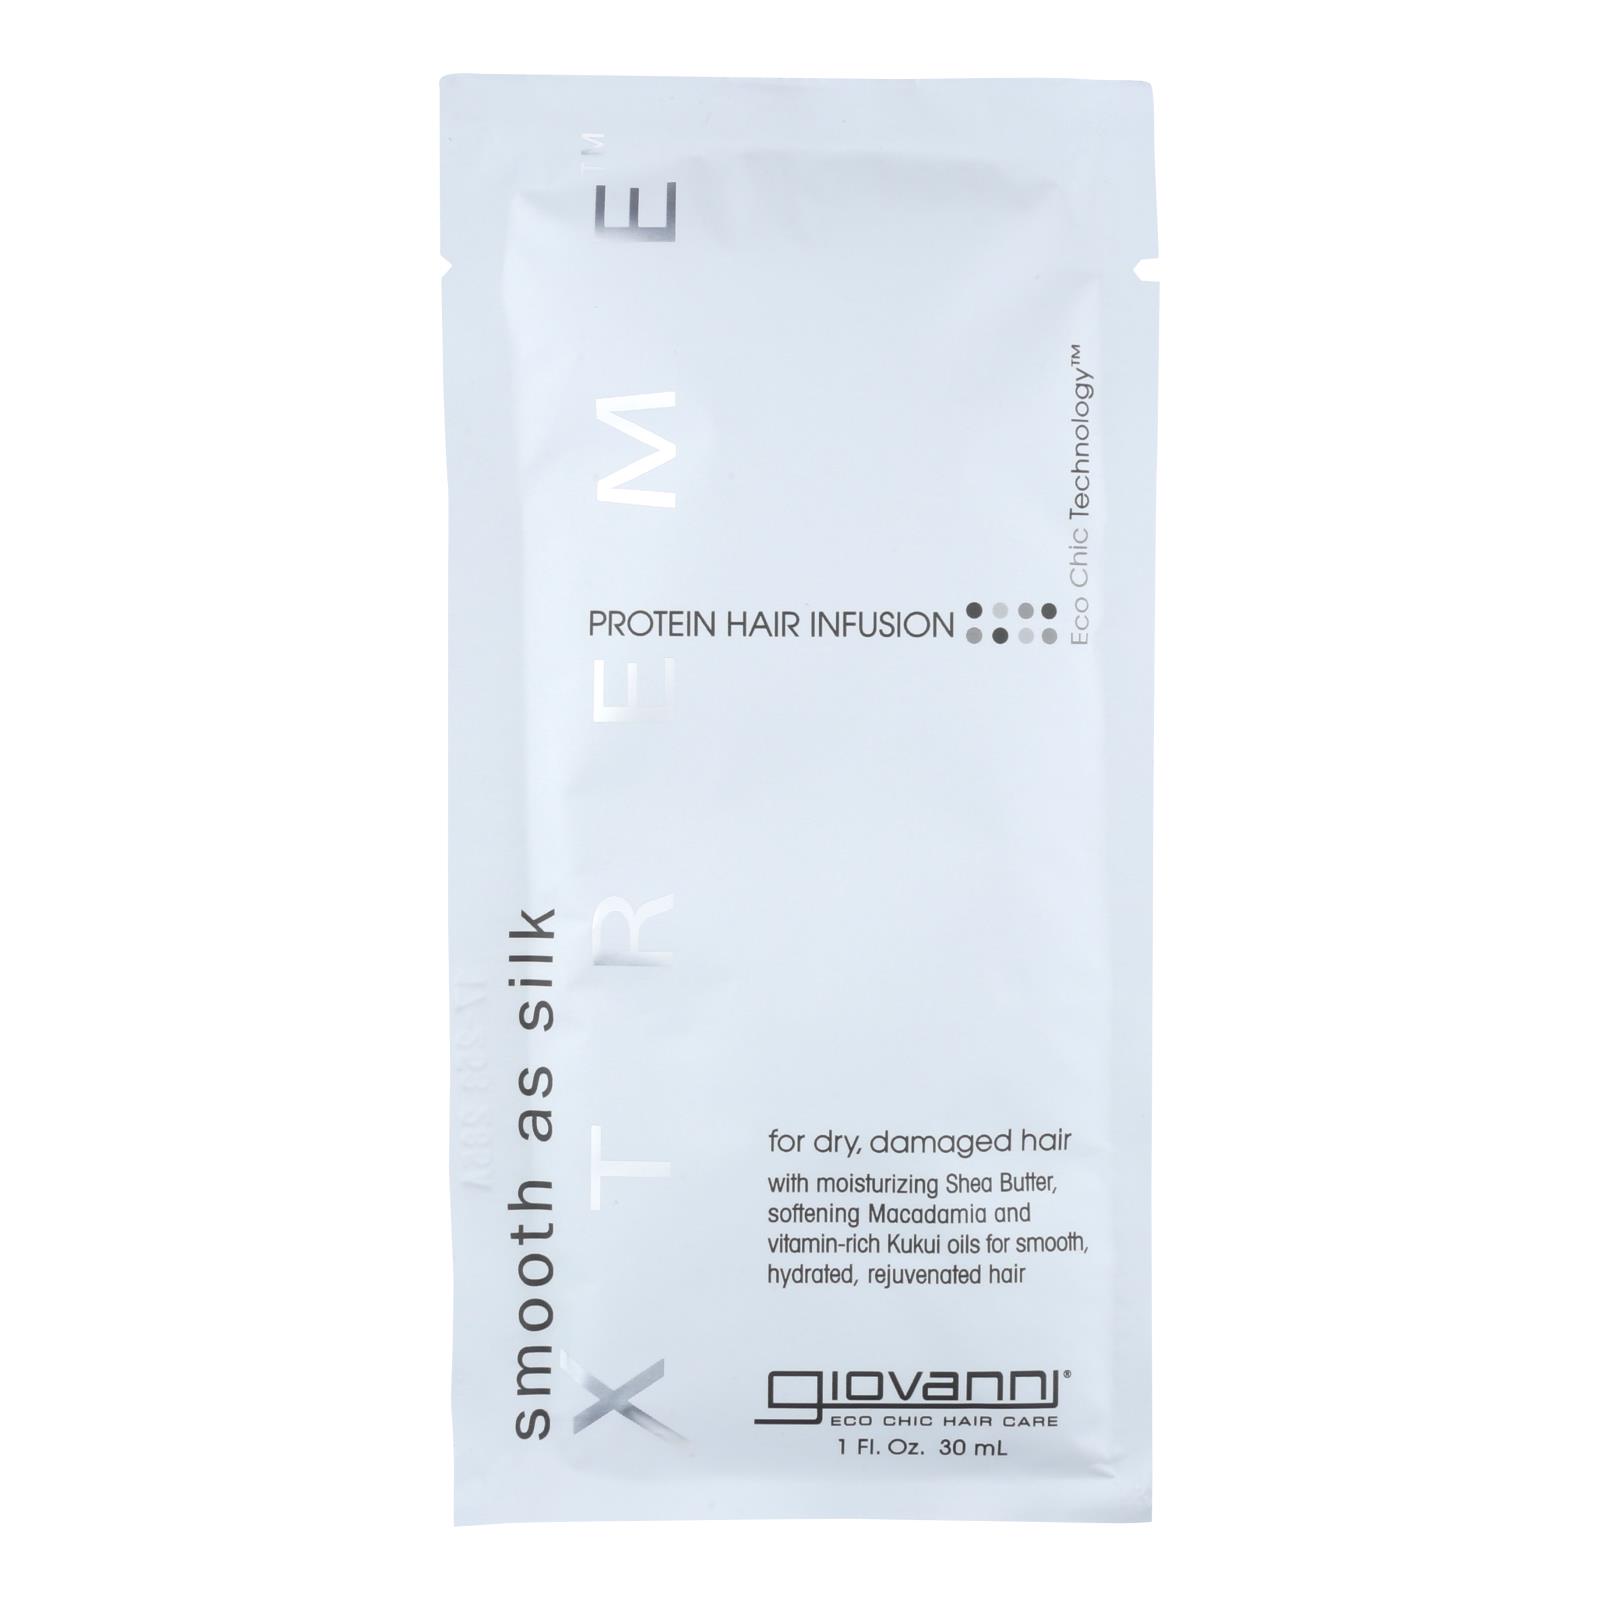 smooth as silk
XTREME™
PROTEIN HAIR INFUSION
Eco Chic Technology™
for dry, damaged hair
with moisturizing Shea Butter,
softening Macadamia and
vitamin-rich Kukui oils for smooth,
hydrated, rejuvenated hair
giovanni®
ECO CHIC HAIR CARE
1 Fl. Oz. 30 mL